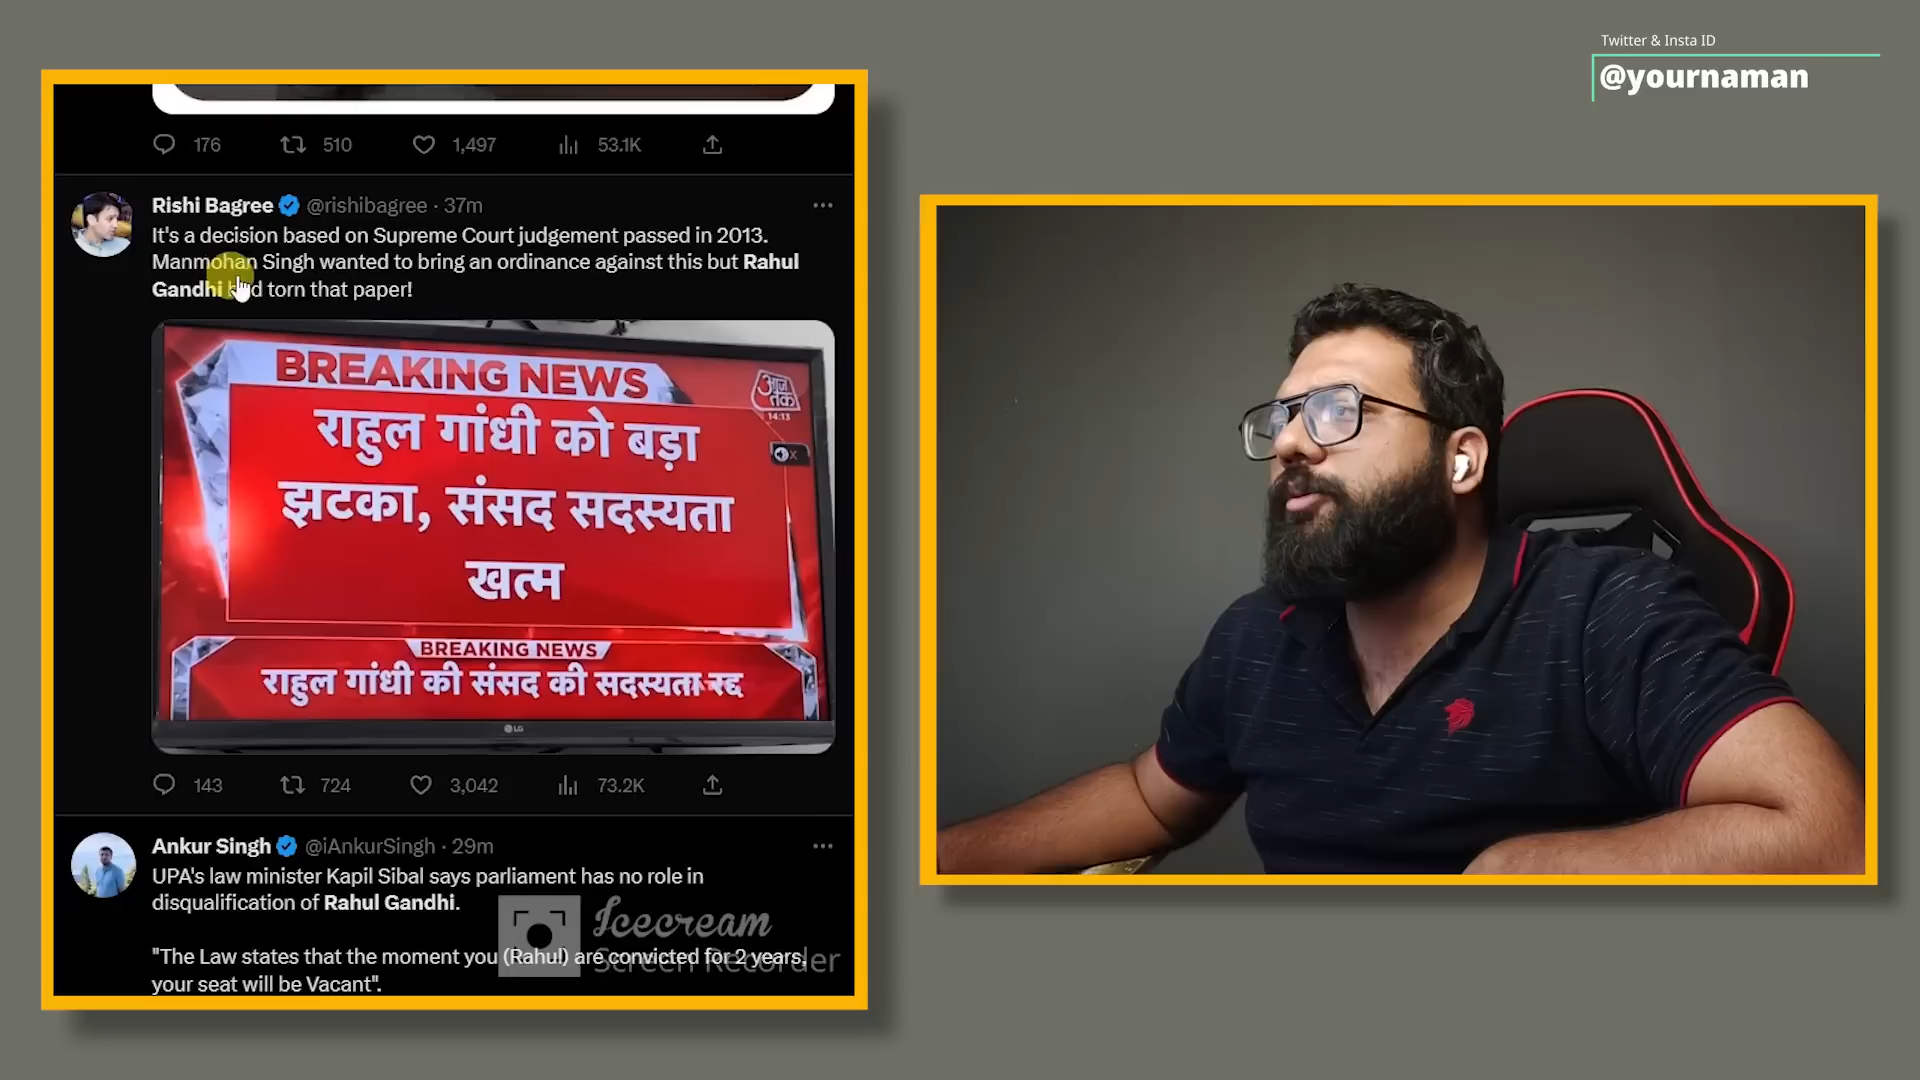 Twitter & Insta ID
@yournaman
176 510 1,497 53.1K
Rishi Bagree @rishibagree · 37m
It's a decision based on Supreme Court judgement passed in 2013.
Manmohan Singh wanted to bring an ordinance against this but Rahul
Gandhi had torn that paper!
BREAKING NEWS
आज तक
14:13
राहुल गांधी को बड़ा
झटका, संसद सदस्यता
खत्म
BREAKING NEWS
राहुल गांधी की संसद की सदस्यता रद्द
LG
143 724 3,042 73.2K
Ankur Singh @iAnkurSingh · 29m
UPA's law minister Kapil Sibal says parliament has no role in
disqualification of Rahul Gandhi.
"The Law states that the moment you (Rahul) are convicted for 2 years,
your seat will be Vacant".
Icecream
Screen Recorder